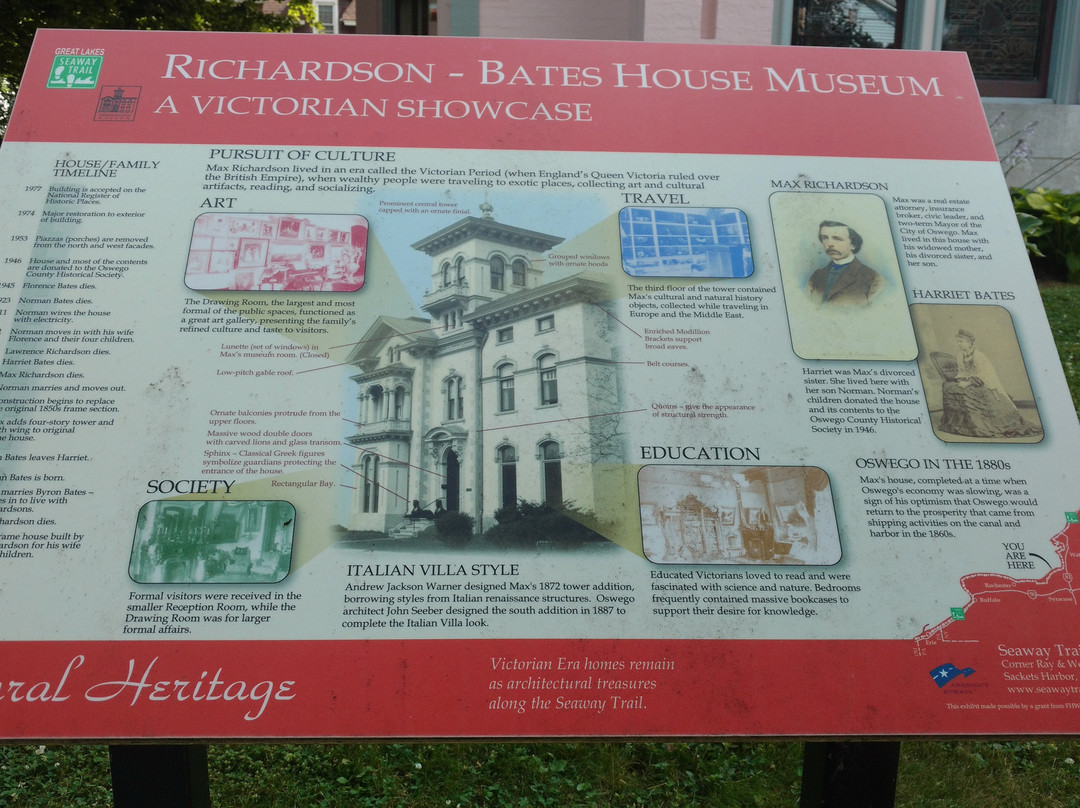 GREAT LAKES
SEAWAY
TRAIL
RICHARDSON - BATES HOUSE MUSEUM
A VICTORIAN SHOWCASE
HOUSE/FAMILY
TIMELINE
1977 Building is accepted on the
National Register of
Historic Places.
1974 Major restoration to exterior
of building.
1953 Piazzas (porches) are removed
from the north and west facades.
1946 House and most of the contents
are donated to the Oswego
County Historical Society.
1945 Florence Bates dies.
923 Norman Bates dies.
11 Norman wires the house
with electricity.
Norman moves in with his wife
Florence and their four children.
Lawrence Richardson dies.
Harriet Bates dies.
Max Richardson dies.
Norman marries and moves out.
onstruction begins to replace
e original 1850s frame section.
x adds four-story tower and
th wing to original
e house.
n Bates leaves Harriet.
n Bates is born.
marries Byron Bates –
es in to live with
ardsons.
hardson dies.
rame house built by
ardson for his wife
hildren.
PURSUIT OF CULTURE
Max Richardson lived in an era called the Victorian Period (when England's Queen Victoria ruled over
the British Empire), when wealthy people were traveling to exotic places, collecting art and cultural
artifacts, reading, and socializing.
ART
The Drawing Room, the largest and most
formal of the public spaces, functioned as
a great art gallery, presenting the family's
refined culture and taste to visitors.
Prominent central tower
capped with an ornate finial.
Grouped windows
with ornate hoods
Lunette (set of windows) in
Max's museum room. (Closed)
Low-pitch gable roof.
Enriched Modillion
Brackets support
broad eaves.
Belt courses.
Ornate balconies protrude from the
upper floors.
Massive wood double doors
with carved lions and glass transom.
Sphinx – Classical Greek figures
symbolize guardians protecting the
entrance of the house.
Rectangular Bay.
Quoins – give the appearance
of structural strength.
TRAVEL
The third floor of the tower contained
Max's cultural and natural history
objects, collected while traveling in
Europe and the Middle East.
MAX RICHARDSON
Max was a real estate
attorney, insurance
broker, civic leader, and
two-term Mayor of the
City of Oswego. Max
lived in this house with
his widowed mother,
his divorced sister, and
her son.
HARRIET BATES
Harriet was Max's divorced
sister. She lived here with
her son Norman. Norman's
children donated the house
and its contents to the
Oswego County Historical
Society in 1946.
SOCIETY
Formal visitors were received in the
smaller Reception Room, while the
Drawing Room was for larger
formal affairs.
ITALIAN VILLA STYLE
Andrew Jackson Warner designed Max's 1872 tower addition,
borrowing styles from Italian renaissance structures. Oswego
architect John Seeber designed the south addition in 1887 to
complete the Italian Villa look.
EDUCATION
Educated Victorians loved to read and were
fascinated with science and nature. Bedrooms
frequently contained massive bookcases to
support their desire for knowledge.
OSWEGO IN THE 1880s
Max's house, completed at a time when
Oswego's economy was slowing, was a
sign of his optimism that Oswego would
return to the prosperity that came from
shipping activities on the canal and
harbor in the 1860s.
YOU
ARE
HERE
Rochester
Buffalo
Syracuse
Erie
ural Heritage
Victorian Era homes remain
as architectural treasures
along the Seaway Trail.
Seaway Trai
Corner Ray & We
Sackets Harbor,
www.seawaytra
This exhibit made possible by a grant from FHW